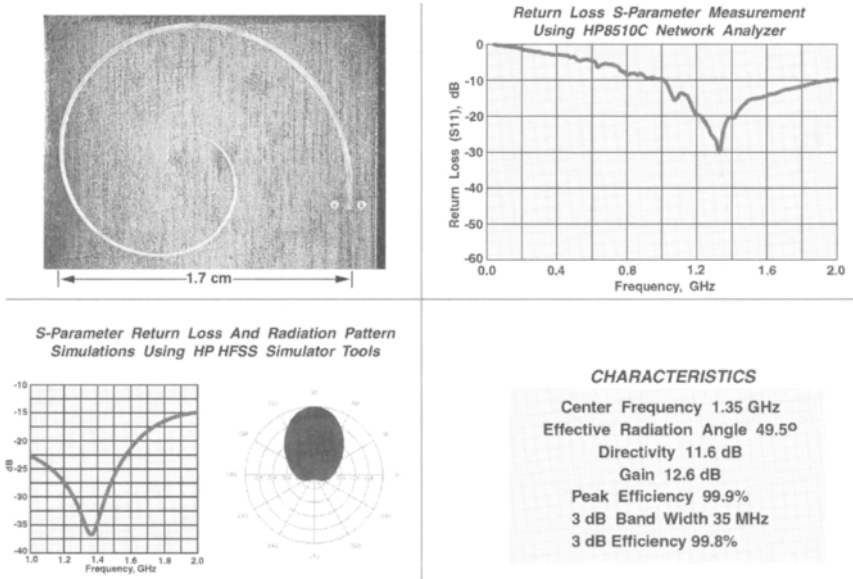 1.7 cm
Return Loss S-Parameter Measurement
Using HP8510C Network Analyzer
Return Loss (S11), dB
0
-10
-20
-30
-40
-50
-60
0.0 0.4 0.8 1.2 1.6 2.0
Frequency, GHz
S-Parameter Return Loss And Radiation Pattern
Simulations Using HP HFSS Simulator Tools
dB
-10
-15
-20
-25
-30
-35
-40
1.0 1.2 1.4 1.6 1.8 2.0
Frequency, GHz
CHARACTERISTICS
Center Frequency 1.35 GHz
Effective Radiation Angle 49.5º
Directivity 11.6 dB
Gain 12.6 dB
Peak Efficiency 99.9%
3 dB Band Width 35 MHz
3 dB Efficiency 99.8%